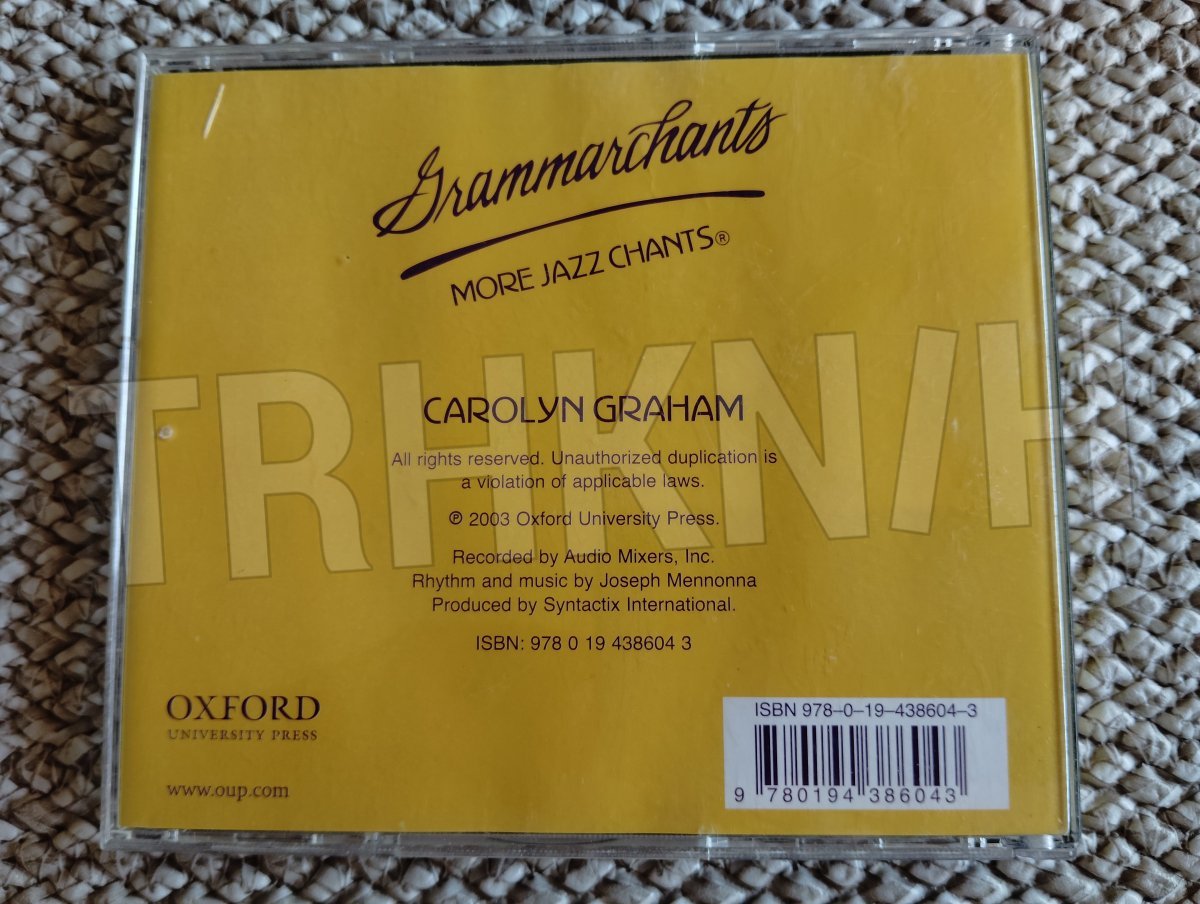 Grammarchants
MORE JAZZ CHANTS®
TRHKN/H
CAROLYN GRAHAM
All rights reserved. Unauthorized duplication is
a violation of applicable laws.
℗ 2003 Oxford University Press.
Recorded by Audio Mixers, Inc.
Rhythm and music by Joseph Mennonna
Produced by Syntactix International.
ISBN: 978 0 19 438604 3
OXFORD
UNIVERSITY PRESS
www.oup.com
ISBN 978–0–19–438604–3
9 780194 386043